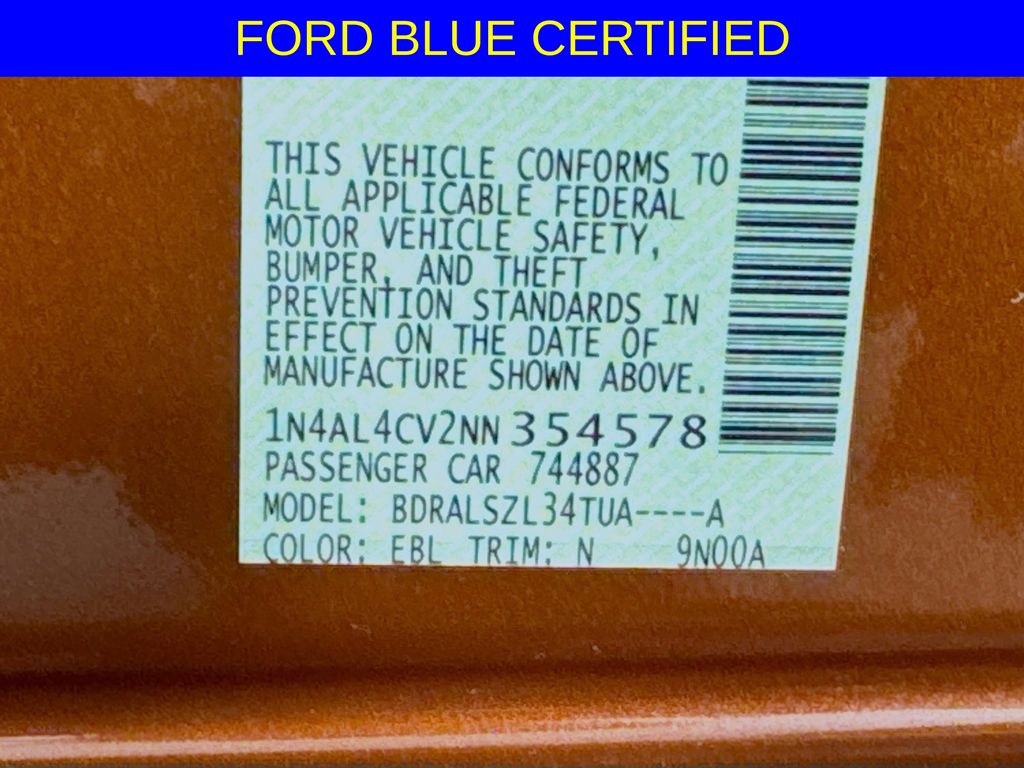 FORD BLUE CERTIFIED
THIS VEHICLE CONFORMS TO
ALL APPLICABLE FEDERAL
MOTOR VEHICLE SAFETY,
BUMPER, AND THEFT
PREVENTION STANDARDS IN
EFFECT ON THE DATE OF
MANUFACTURE SHOWN ABOVE.
1N4AL4CV2NN354578
PASSENGER CAR 744887
MODEL: BDRALSZL34TUA----A
COLOR: EBL TRIM: N 9N00A